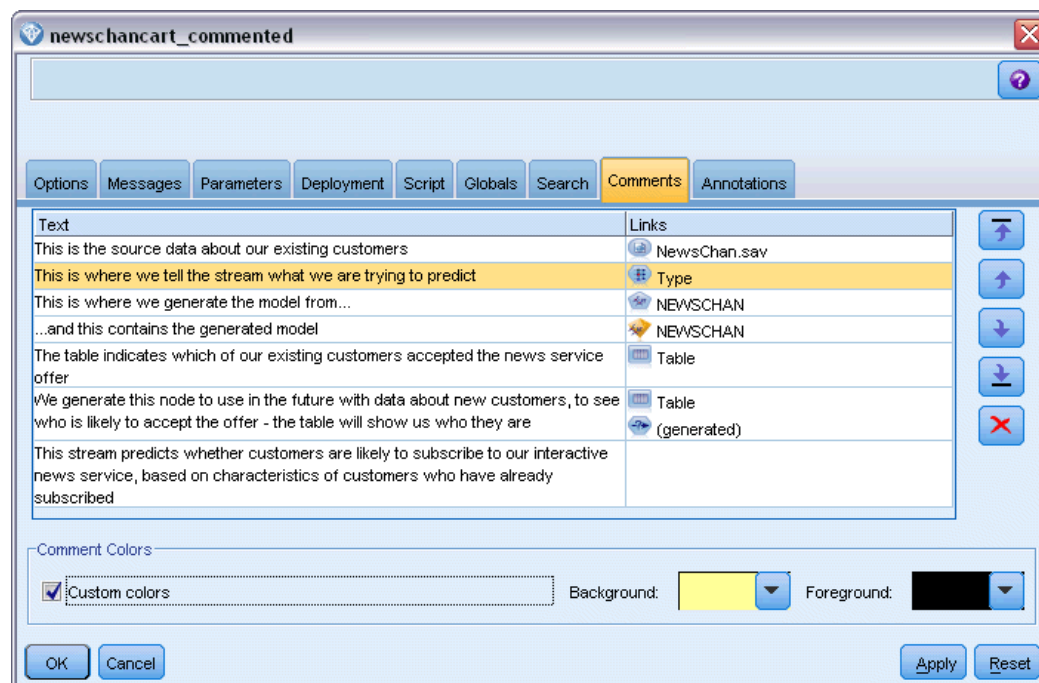 newschancart_commented
?
Options Messages Parameters Deployment Script Globals Search Comments Annotations
Text Links
This is the source data about our existing customers NewsChan.sav
This is where we tell the stream what we are trying to predict Type
This is where we generate the model from... NEWSCHAN
...and this contains the generated model NEWSCHAN
The table indicates which of our existing customers accepted the news service Table
offer
We generate this node to use in the future with data about new customers, to see Table
who is likely to accept the offer - the table will show us who they are (generated)
This stream predicts whether customers are likely to subscribe to our interactive
news service, based on characteristics of customers who have already
subscribed
Comment Colors
Custom colors Background: Foreground:
OK Cancel Apply Reset